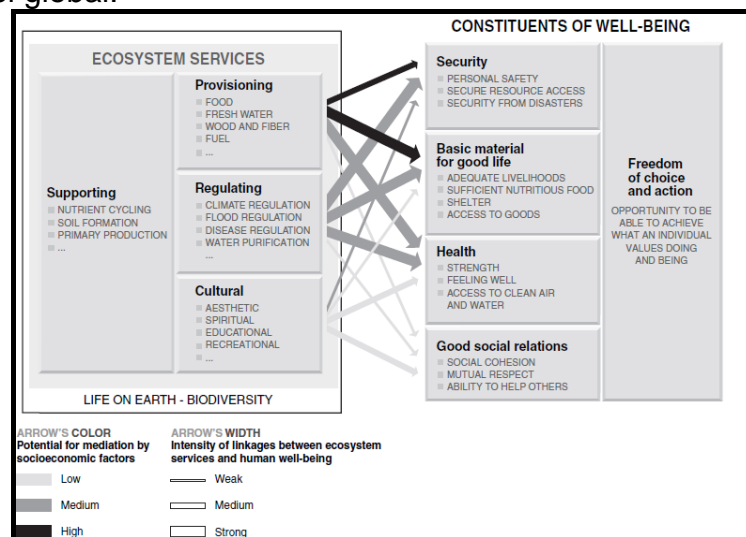 or global.
CONSTITUENTS OF WELL-BEING
ECOSYSTEM SERVICES
Supporting
NUTRIENT CYCLING
SOIL FORMATION
PRIMARY PRODUCTION
...
Provisioning
FOOD
FRESH WATER
WOOD AND FIBER
FUEL
...
Regulating
CLIMATE REGULATION
FLOOD REGULATION
DISEASE REGULATION
WATER PURIFICATION
...
Cultural
AESTHETIC
SPIRITUAL
EDUCATIONAL
RECREATIONAL
...
LIFE ON EARTH - BIODIVERSITY
Security
PERSONAL SAFETY
SECURE RESOURCE ACCESS
SECURITY FROM DISASTERS
Basic material
for good life
ADEQUATE LIVELIHOODS
SUFFICIENT NUTRITIOUS FOOD
SHELTER
ACCESS TO GOODS
Health
STRENGTH
FEELING WELL
ACCESS TO CLEAN AIR
AND WATER
Good social relations
SOCIAL COHESION
MUTUAL RESPECT
ABILITY TO HELP OTHERS
Freedom
of choice
and action
OPPORTUNITY TO BE
ABLE TO ACHIEVE
WHAT AN INDIVIDUAL
VALUES DOING
AND BEING
ARROW'S COLOR
Potential for mediation by
socioeconomic factors
Low
Medium
High
ARROW'S WIDTH
Intensity of linkages between ecosystem
services and human well-being
Weak
Medium
Strong